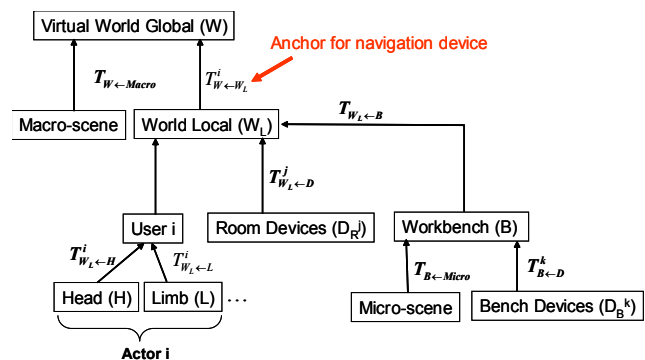 Virtual World Global (W)
Anchor for navigation device
T_{W←Macro}
T^i_{W←W_L}
T_{W_L←B}
Macro-scene
World Local (W_L)
T^j_{W_L←D}
User i
Room Devices (D_R^j)
Workbench (B)
T^i_{W_L←H}
T^i_{W_L←L}
T_{B←Micro}
T^k_{B←D}
Head (H)
Limb (L)
...
Micro-scene
Bench Devices (D_B^k)
Actor i